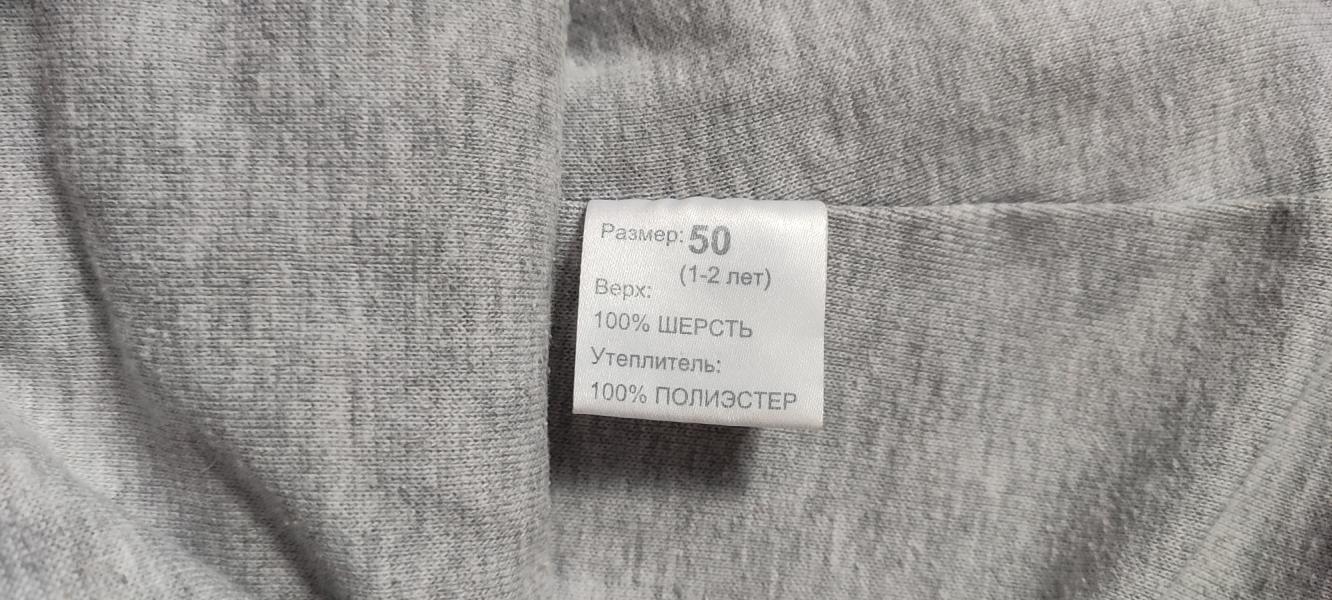 Размер: 50
(1-2 лет)
Верх:
100% ШЕРСТЬ
Утеплитель:
100% ПОЛИЭСТЕР